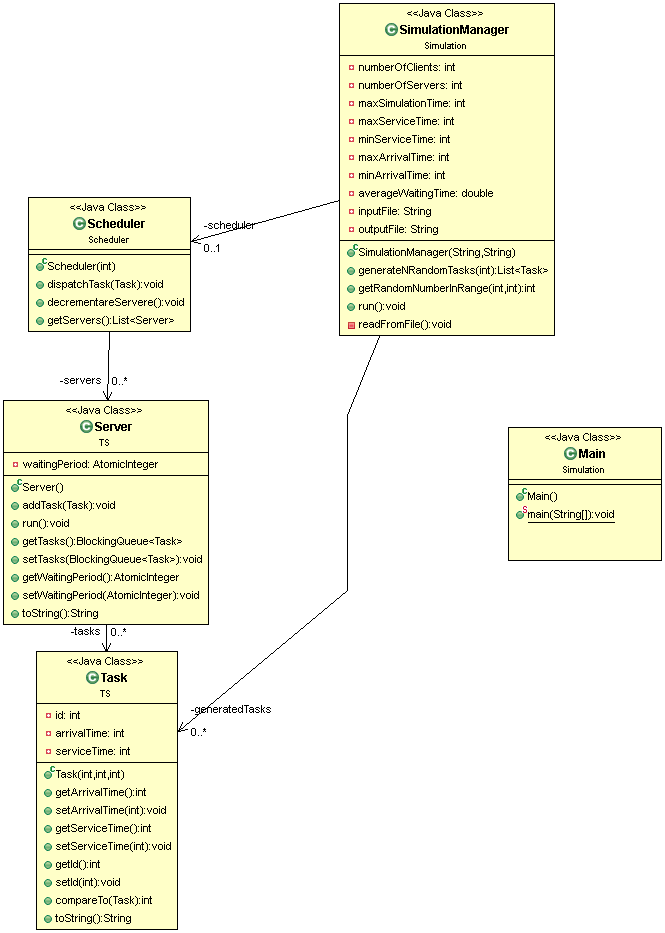 <<Java Class>>
SimulationManager
Simulation
numberOfClients: int
numberOfServers: int
maxSimulationTime: int
maxServiceTime: int
minServiceTime: int
maxArrivalTime: int
minArrivalTime: int
averageWaitingTime: double
inputFile: String
outputFile: String
SimulationManager(String,String)
generateNRandomTasks(int):List<Task>
getRandomNumberInRange(int,int):int
run():void
readFromFile():void
-scheduler
0..1
<<Java Class>>
Scheduler
Scheduler
Scheduler(int)
dispatchTask(Task):void
decrementareServere():void
getServers():List<Server>
-servers 0..*
<<Java Class>>
Server
TS
waitingPeriod: AtomicInteger
Server()
addTask(Task):void
run():void
getTasks():BlockingQueue<Task>
setTasks(BlockingQueue<Task>):void
getWaitingPeriod():AtomicInteger
setWaitingPeriod(AtomicInteger):void
toString():String
<<Java Class>>
Main
Simulation
Main()
main(String[]):void
-tasks 0..*
<<Java Class>>
Task
TS
id: int
arrivalTime: int
serviceTime: int
Task(int,int,int)
getArrivalTime():int
setArrivalTime(int):void
getServiceTime():int
setServiceTime(int):void
getId():int
setId(int):void
compareTo(Task):int
toString():String
-generatedTasks
0..*